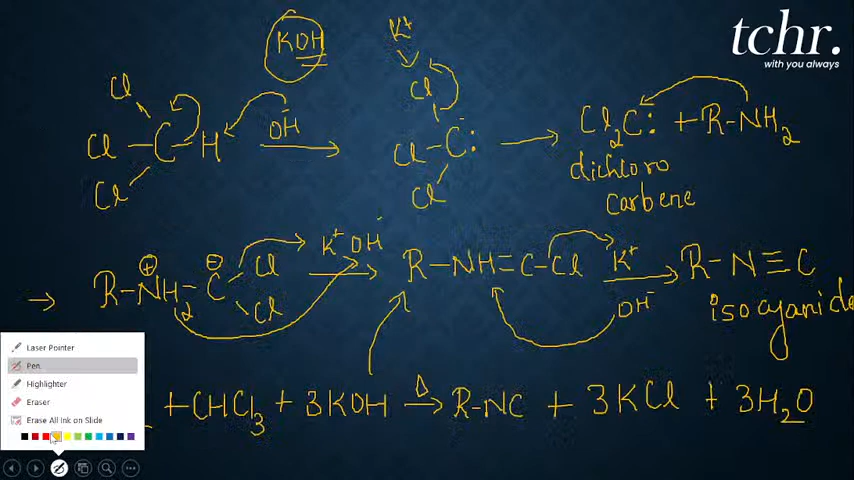 tchr.
with you always
KOH
K+
Cl
Cl – C – H
Cl
OH⁻
Cl
Cl – C⁻ :
Cl
Cl₂C : + R–NH₂
dichloro
carbene
R–N⊕H₂–C⊖
Cl
Cl
K⁺ OH⁻
R–NH=C–Cl
K⁺
OH⁻
R–N≡C
isocyanide
+ CHCl₃ + 3KOH →Δ R–NC + 3KCl + 3H₂O
Laser Pointer
Pen
Highlighter
Eraser
Erase All Ink on Slide